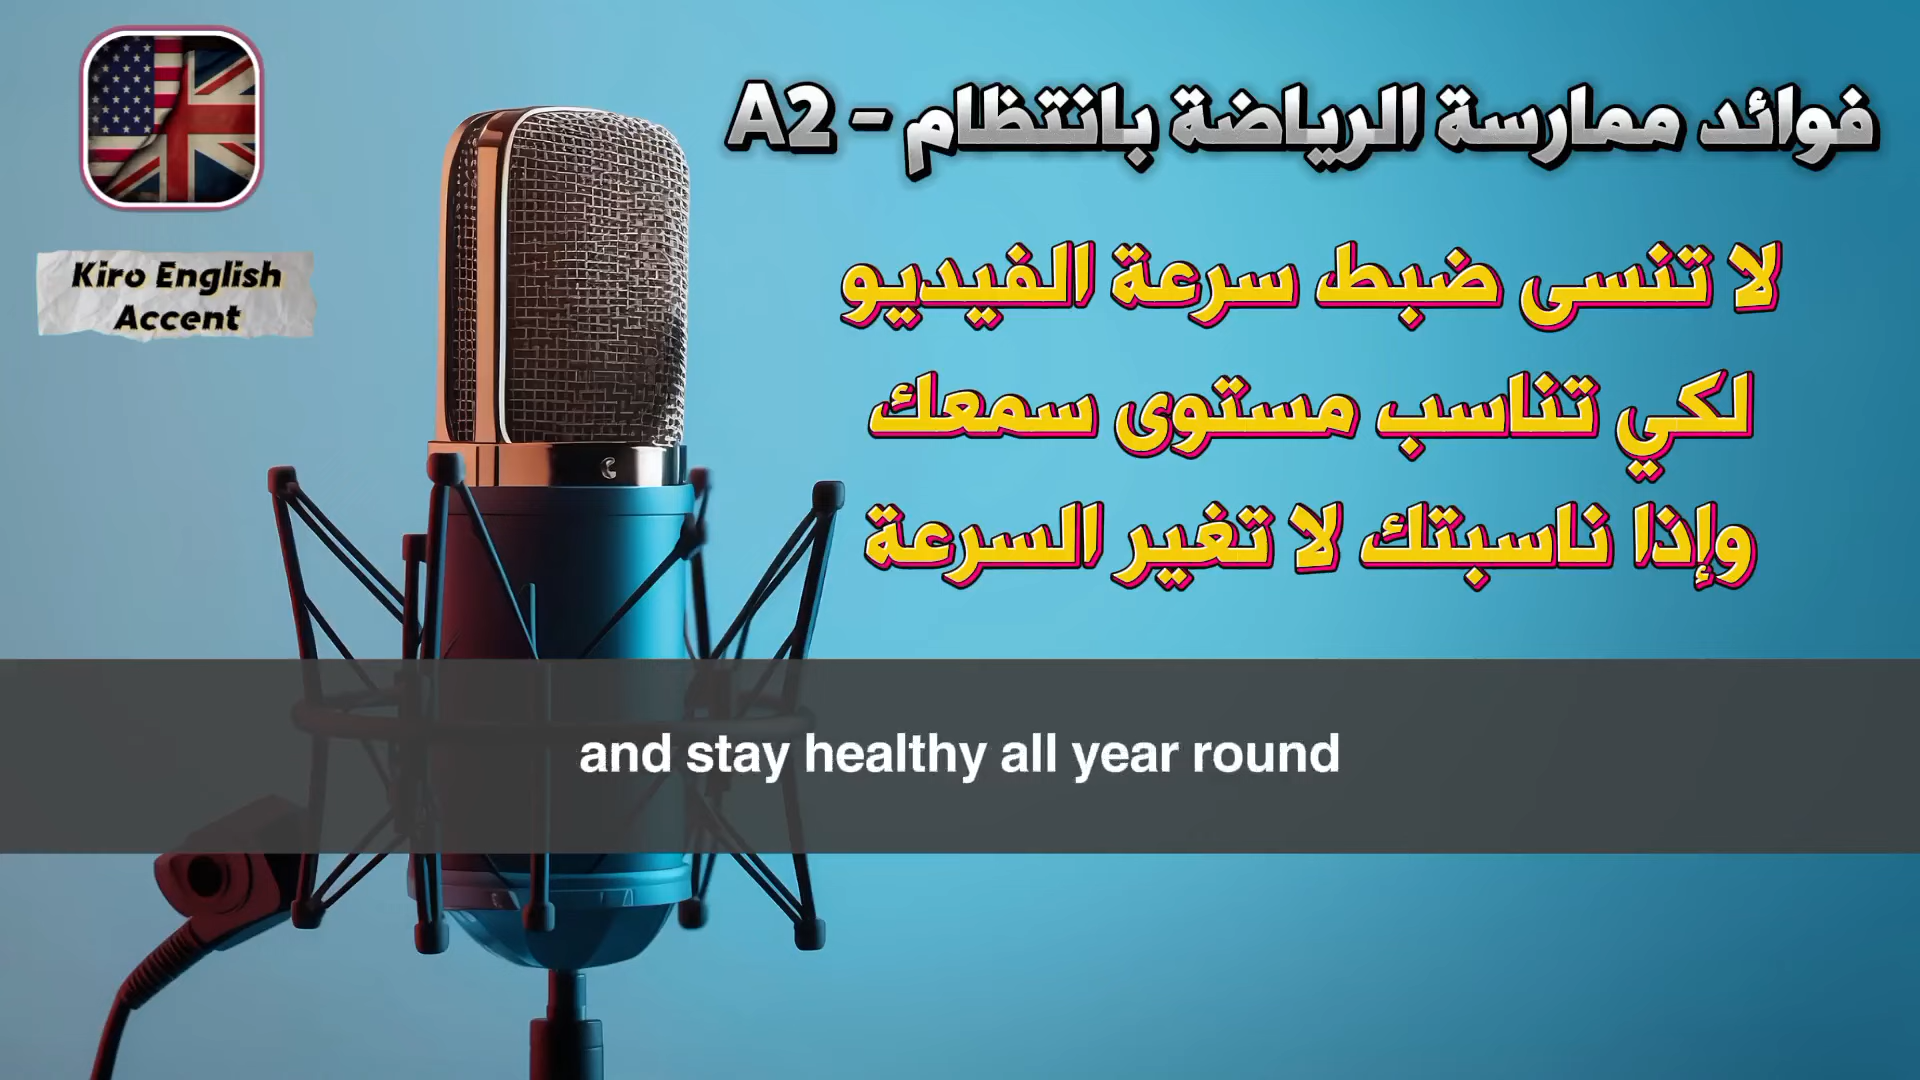 فوائد ممارسة الرياضة بانتظام - A2
Kiro English
Accent
لا تنسى ضبط سرعة الفيديو
لكي تناسب مستوى سمعك
وإذا ناسبتك لا تغير السرعة
and stay healthy all year round